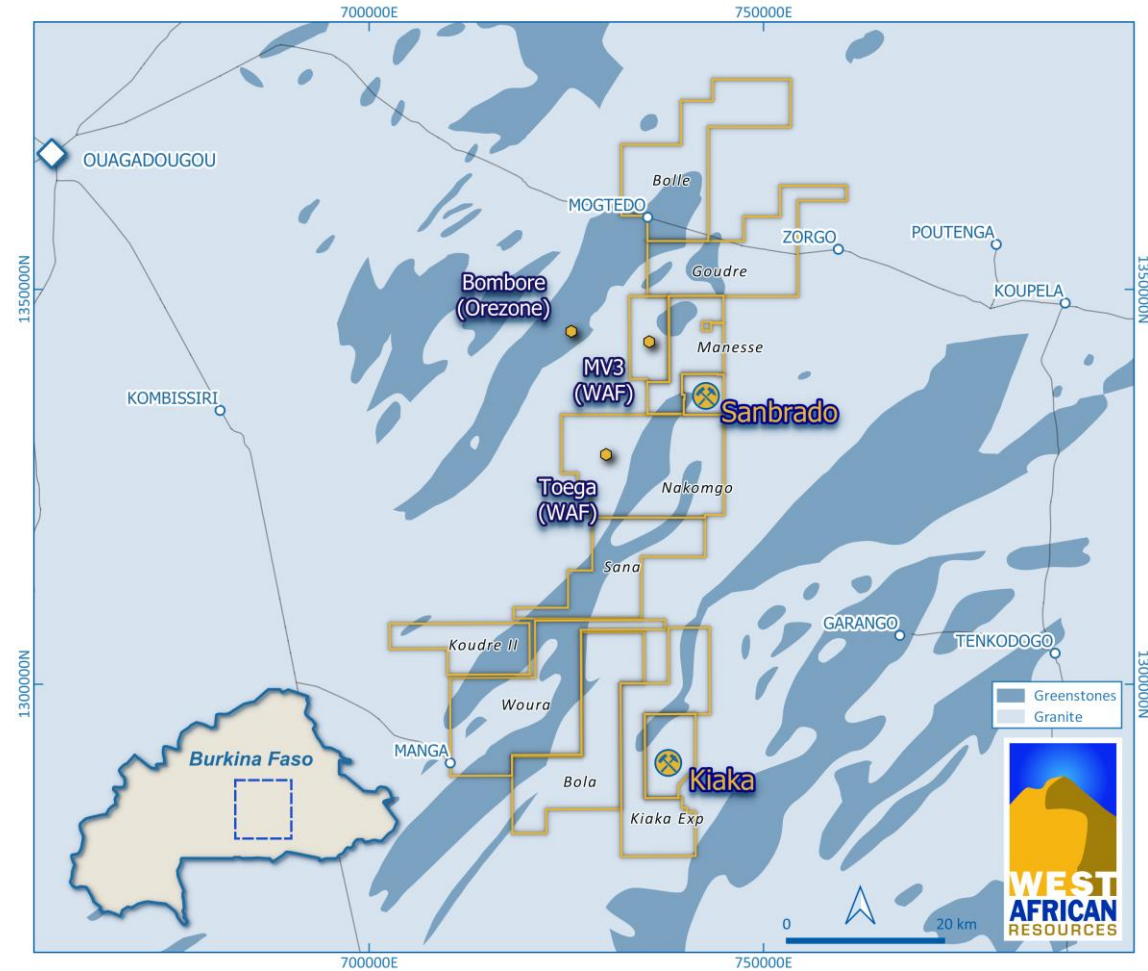 700000E
750000E
OUAGADOUGOU
Bolle
MOGTEDO
ZORGO
POUTENGA
Goudre
1350000N
1350000N
Bombore
(Orezone)
KOUPELA
Manesse
MV3
(WAF)
KOMBISSIRI
Sanbrado
Toega
(WAF)
Nakomgo
Sana
GARANGO
TENKODOGO
Koudre II
1300000N
1300000N
Greenstones
Granite
Woura
MANGA
Burkina Faso
Bola
Kiaka
Kiaka Exp
WEST
AFRICAN
RESOURCES
0
20 km
700000E
750000E